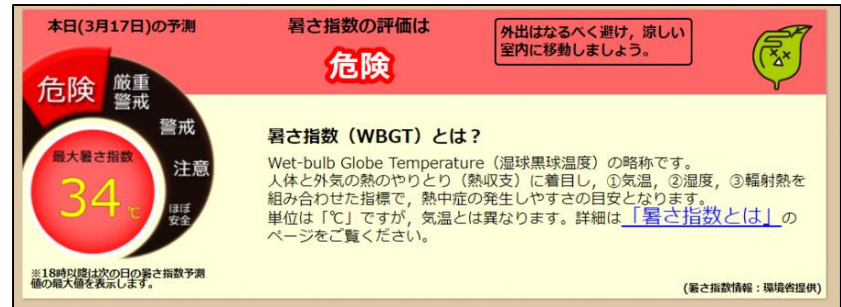 本日(3月17日)の予測
暑さ指数の評価は
危険
外出はなるべく避け，涼しい
室内に移動しましょう。
危険
厳重
警戒
警戒
注意
ほぼ
安全
最大暑さ指数
34℃
※18時以降は次の日の暑さ指数予測
値の最大値を表示します。
暑さ指数（WBGT）とは？
Wet-bulb Globe Temperature（湿球黒球温度）の略称です。
人体と外気の熱のやりとり（熱収支）に着目し，①気温，②湿度，③輻射熱を
組み合わせた指標で，熱中症の発生しやすさの目安となります。
単位は「℃」ですが，気温とは異なります。詳細は「暑さ指数とは」の
ページをご覧ください。
(暑さ指数情報：環境省提供)